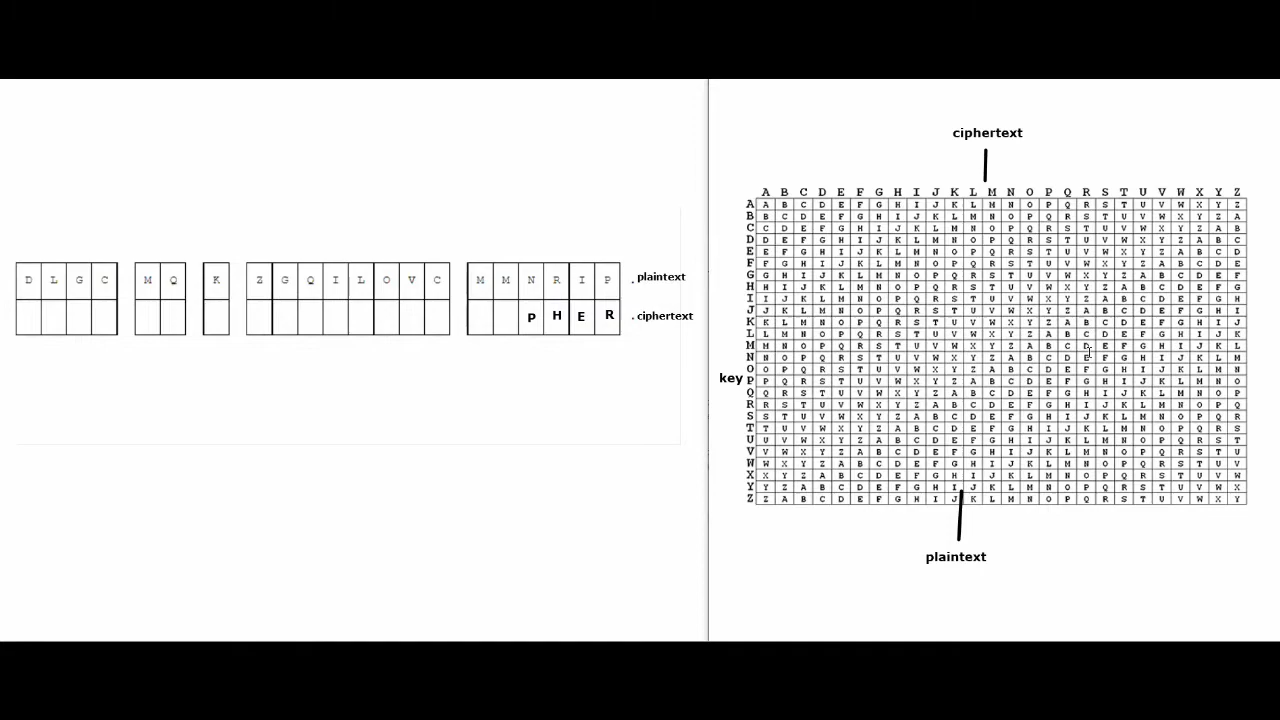 D L G C M Q K Z G Q I L O V C M M N R I P . plaintext
p H E R . ciphertext
ciphertext
A B C D E F G H I J K L M N O P Q R S T U V W X Y Z
A A B C D E F G H I J K L M N O P Q R S T U V W X Y Z
B B C D E F G H I J K L M N O P Q R S T U V W X Y Z A
C C D E F G H I J K L M N O P Q R S T U V W X Y Z A B
D D E F G H I J K L M N O P Q R S T U V W X Y Z A B C
E E F G H I J K L M N O P Q R S T U V W X Y Z A B C D
F F G H I J K L M N O P Q R S T U V W X Y Z A B C D E
G G H I J K L M N O P Q R S T U V W X Y Z A B C D E F
H H I J K L M N O P Q R S T U V W X Y Z A B C D E F G
I I J K L M N O P Q R S T U V W X Y Z A B C D E F G H
J J K L M N O P Q R S T U V W X Y Z A B C D E F G H I
K K L M N O P Q R S T U V W X Y Z A B C D E F G H I J
L L M N O P Q R S T U V W X Y Z A B C D E F G H I J K
M M N O P Q R S T U V W X Y Z A B C D E F G H I J K L
N N O P Q R S T U V W X Y Z A B C D E F G H I J K L M
O O P Q R S T U V W X Y Z A B C D E F G H I J K L M N
key
P P Q R S T U V W X Y Z A B C D E F G H I J K L M N O
Q Q R S T U V W X Y Z A B C D E F G H I J K L M N O P
R R S T U V W X Y Z A B C D E F G H I J K L M N O P Q
S S T U V W X Y Z A B C D E F G H I J K L M N O P Q R
T T U V W X Y Z A B C D E F G H I J K L M N O P Q R S
U U V W X Y Z A B C D E F G H I J K L M N O P Q R S T
V V W X Y Z A B C D E F G H I J K L M N O P Q R S T U
W W X Y Z A B C D E F G H I J K L M N O P Q R S T U V
X X Y Z A B C D E F G H I J K L M N O P Q R S T U V W
Y Y Z A B C D E F G H I J K L M N O P Q R S T U V W X
Z Z A B C D E F G H I J K L M N O P Q R S T U V W X Y
plaintext